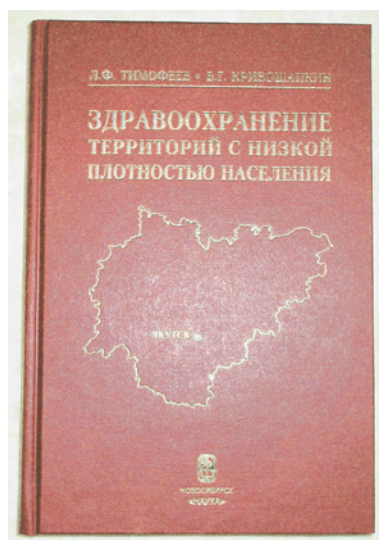 Л.Ф. ТИМОФЕЕВ • В.Г. КРИВОШАПКИН
ЗДРАВООХРАНЕНИЕ
ТЕРРИТОРИЙ С НИЗКОЙ
ПЛОТНОСТЬЮ НАСЕЛЕНИЯ
ЯКУТСК
НОВОСИБИРСК
«НАУКА»